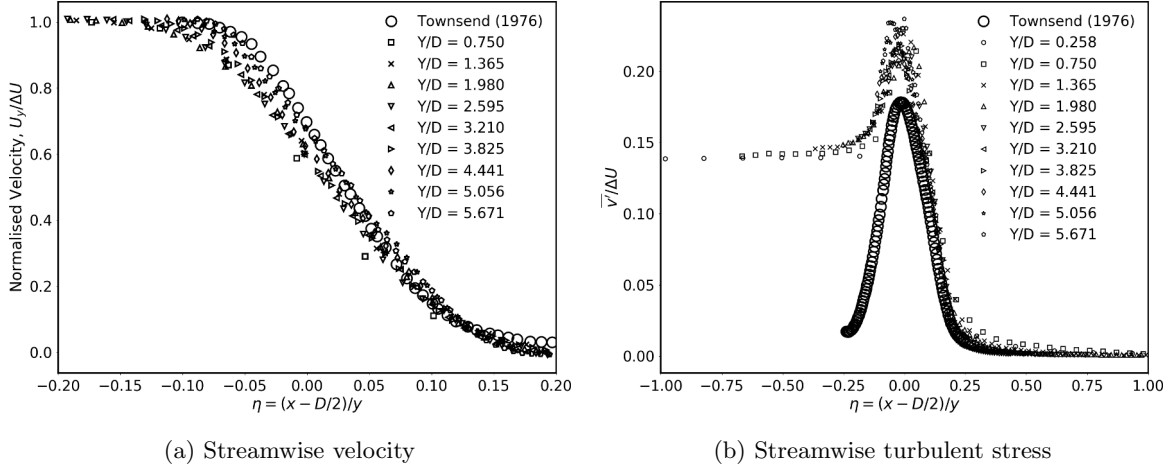 1.0
0.8
0.6
0.4
0.2
0.0
Normalised Velocity, U_y/ΔU
−0.20 −0.15 −0.10 −0.05 0.00 0.05 0.10 0.15 0.20
η = (x − D/2)/y
Townsend (1976)
Y/D = 0.750
Y/D = 1.365
Y/D = 1.980
Y/D = 2.595
Y/D = 3.210
Y/D = 3.825
Y/D = 4.441
Y/D = 5.056
Y/D = 5.671
(a) Streamwise velocity
0.20
0.15
0.10
0.05
0.00
v′/ΔU
−1.00 −0.75 −0.50 −0.25 0.00 0.25 0.50 0.75 1.00
η = (x − D/2)/y
Townsend (1976)
Y/D = 0.258
Y/D = 0.750
Y/D = 1.365
Y/D = 1.980
Y/D = 2.595
Y/D = 3.210
Y/D = 3.825
Y/D = 4.441
Y/D = 5.056
Y/D = 5.671
(b) Streamwise turbulent stress